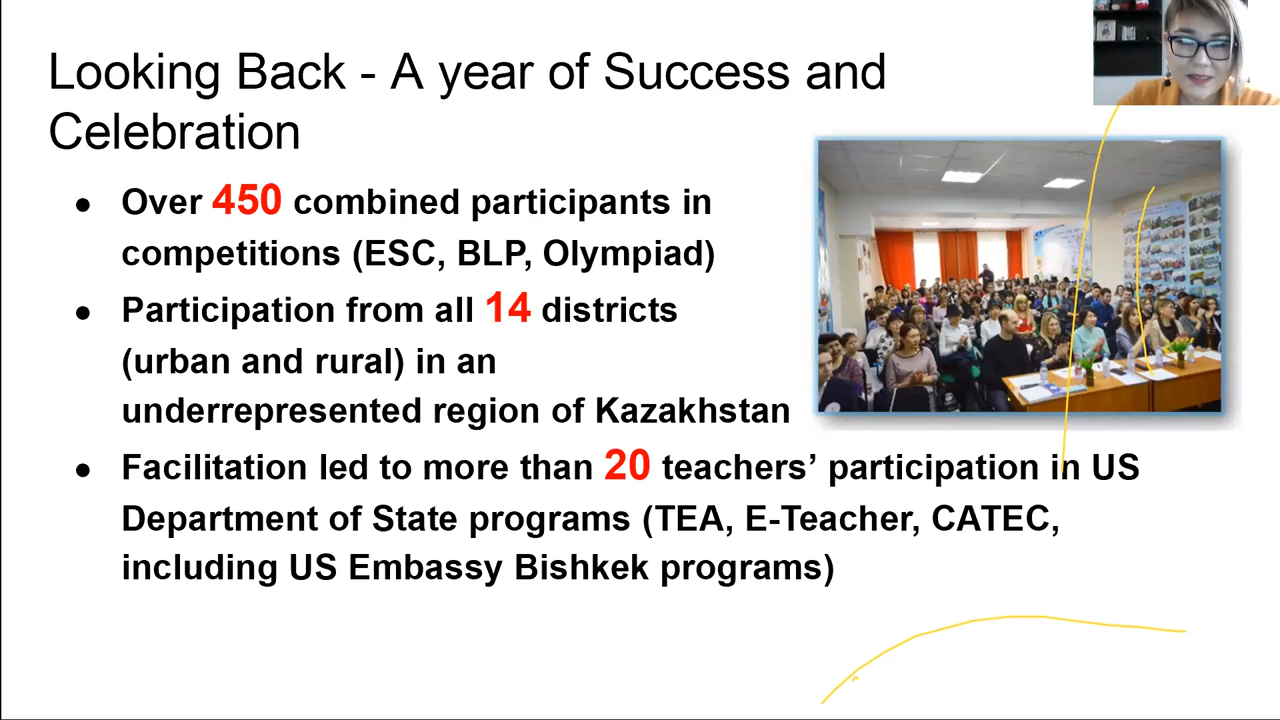 Looking Back - A year of Success and
Celebration
● Over 450 combined participants in
competitions (ESC, BLP, Olympiad)
● Participation from all 14 districts
(urban and rural) in an
underrepresented region of Kazakhstan
● Facilitation led to more than 20 teachers’ participation in US
Department of State programs (TEA, E-Teacher, CATEC,
including US Embassy Bishkek programs)